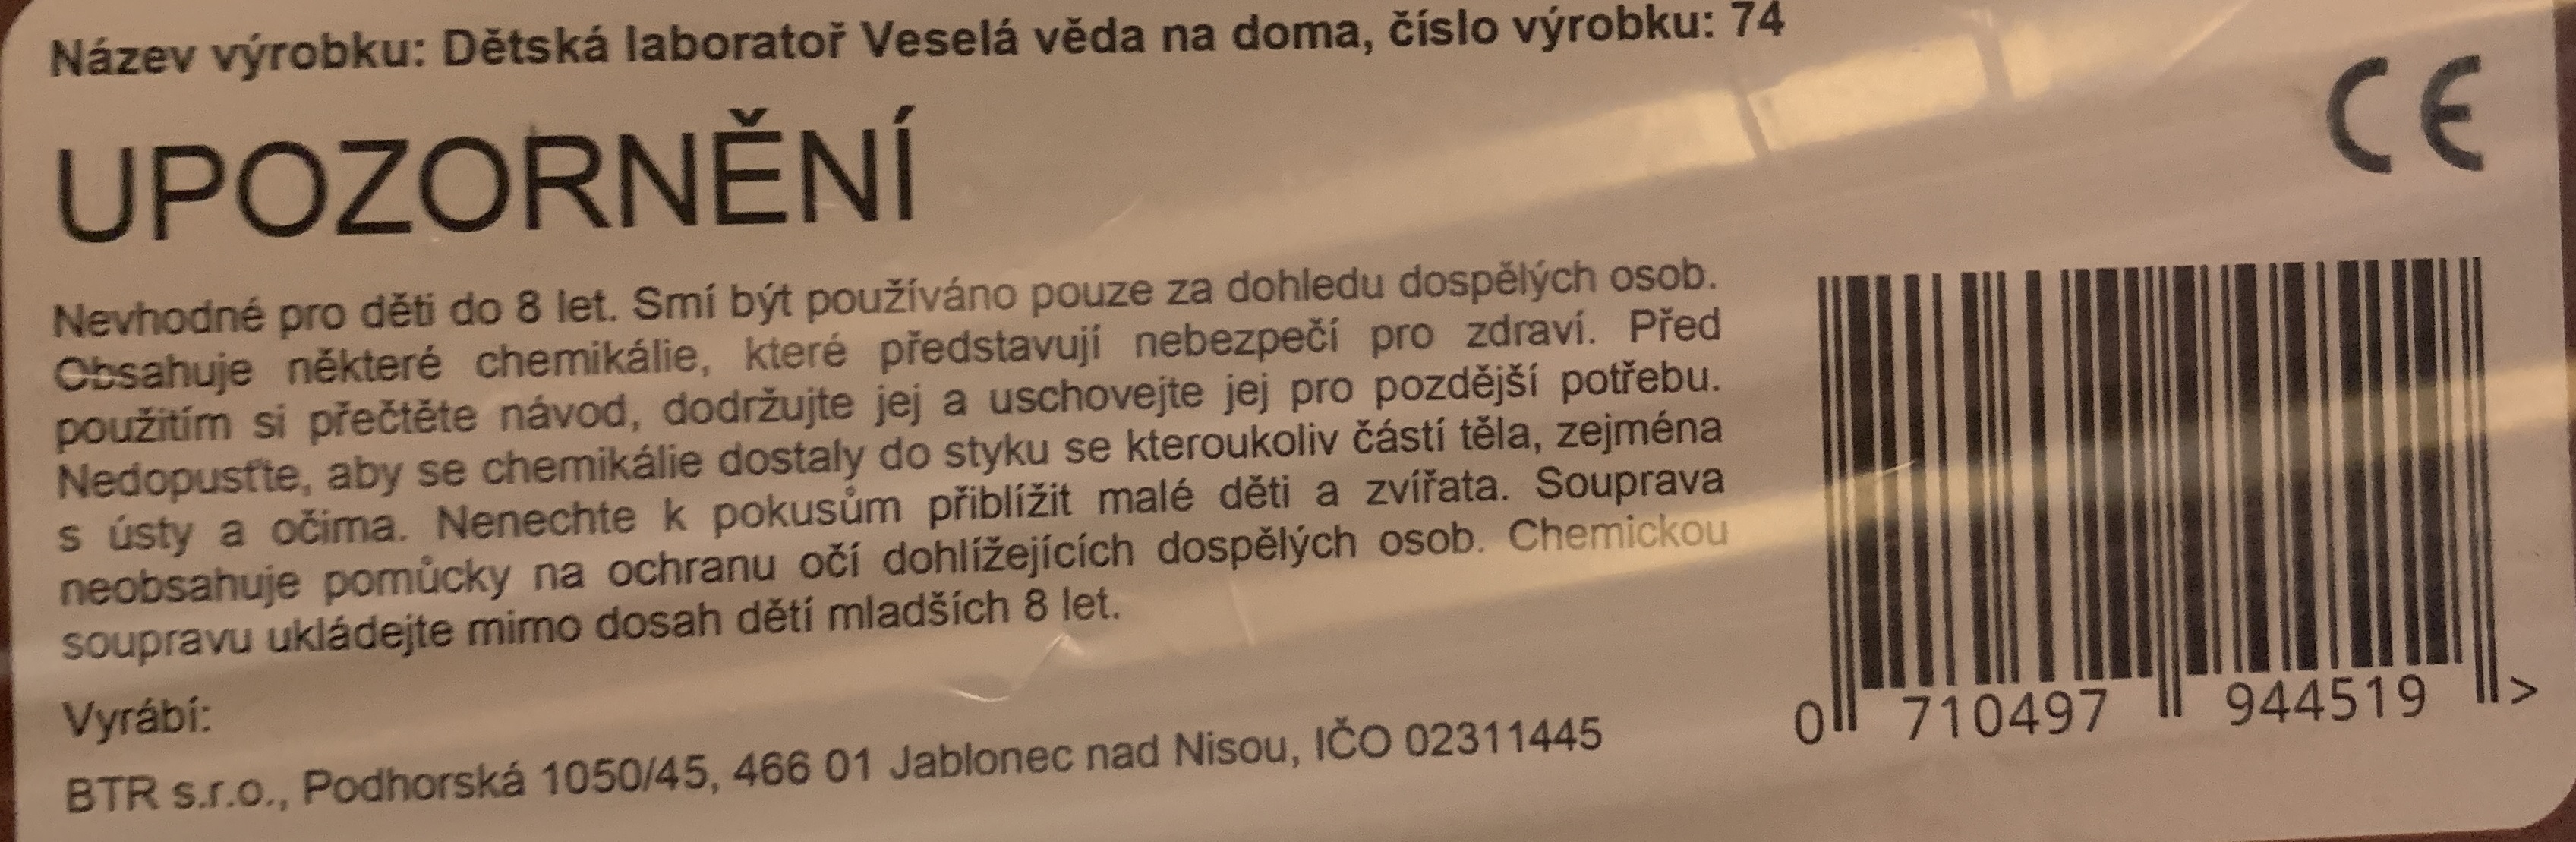 Název výrobku: Dětská laboratoř Veselá věda na doma, číslo výrobku: 74
CE
UPOZORNĚNÍ
Nevhodné pro děti do 8 let. Smí být používáno pouze za dohledu dospělých osob.
Obsahuje některé chemikálie, které představují nebezpečí pro zdraví. Před
použitím si přečtěte návod, dodržujte jej a uschovejte jej pro pozdější potřebu.
Nedopusťte, aby se chemikálie dostaly do styku se kteroukoliv částí těla, zejména
s ústy a očima. Nenechte k pokusům přiblížit malé děti a zvířata. Souprava
neobsahuje pomůcky na ochranu očí dohlížejících dospělých osob. Chemickou
soupravu ukládejte mimo dosah dětí mladších 8 let.
Vyrábí:
BTR s.r.o., Podhorská 1050/45, 466 01 Jablonec nad Nisou, IČO 02311445
0 710497 944519 >